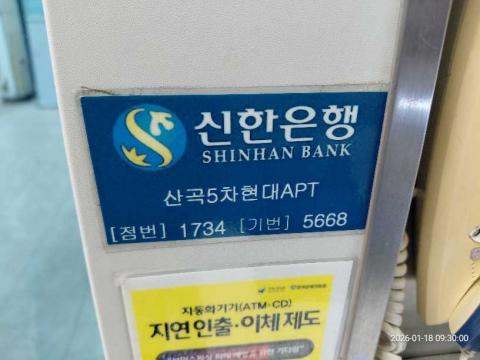 신한은행
SHINHAN BANK
산곡5차현대APT
[점번] 1734 [기번] 5668
자동화기기(ATM·CD)
지연인출·이체 제도
2026-01-18 09:30:00